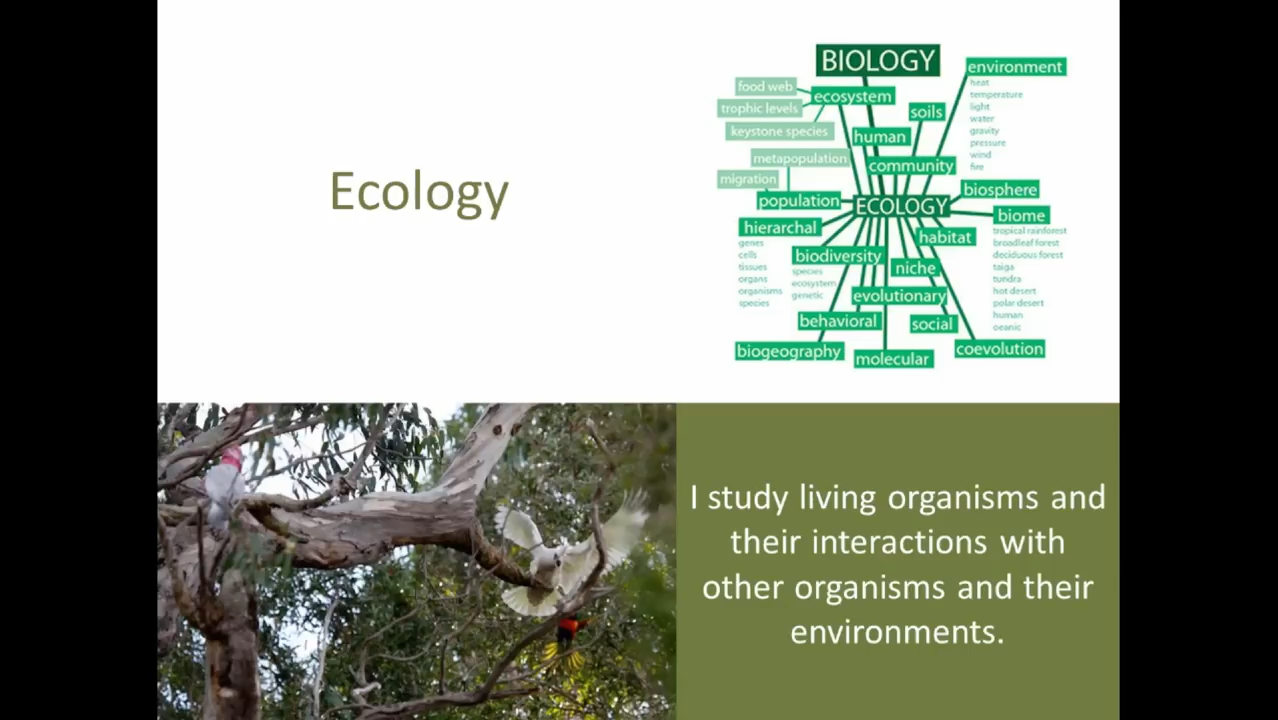 Ecology
BIOLOGY
environment
heat
temperature
light
water
gravity
pressure
wind
fire
food web
ecosystem
trophic levels
keystone species
soils
human
metapopulation
community
migration
population
ECOLOGY
biosphere
biome
tropical rainforest
broadleaf forest
deciduous forest
taiga
tundra
hot desert
polar desert
human
oeanic
hierarchal
genes
cells
tissues
organs
organisms
species
habitat
biodiversity
species
ecosystem
genetic
niche
evolutionary
behavioral
social
biogeography
molecular
coevolution
I study living organisms and
their interactions with
other organisms and their
environments.